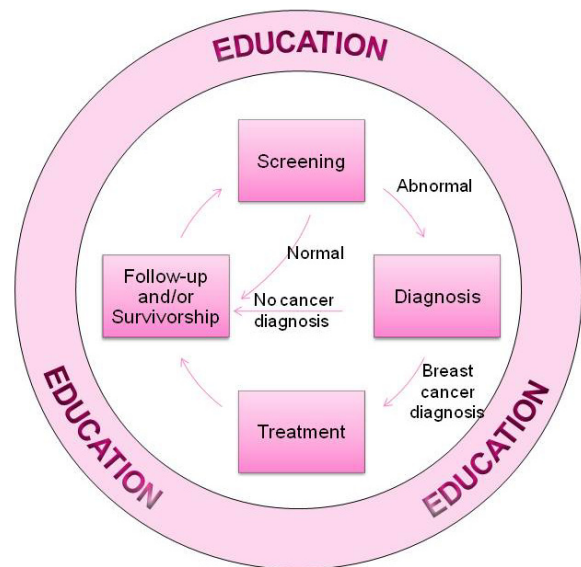 EDUCATION
Screening
Abnormal
Normal
Follow-up
and/or
Survivorship
No cancer
diagnosis
Diagnosis
Breast
cancer
diagnosis
Treatment
EDUCATION
EDUCATION